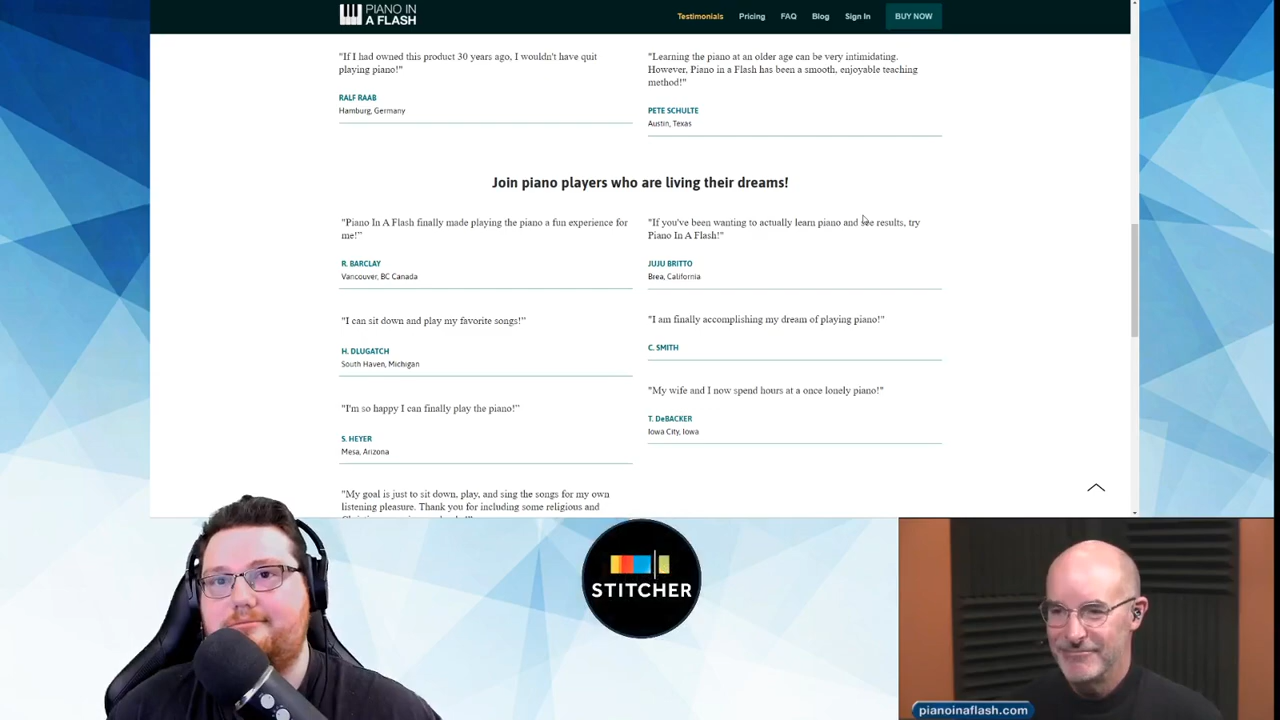 PIANO IN
A FLASH
Testimonials
Pricing
FAQ
Blog
Sign In
BUY NOW
"If I had owned this product 30 years ago, I wouldn't have quit
playing piano!"
RALF RAAB
Hamburg, Germany
"Learning the piano at an older age can be very intimidating.
However, Piano in a Flash has been a smooth, enjoyable teaching
method!"
PETE SCHULTE
Austin, Texas
Join piano players who are living their dreams!
"Piano In A Flash finally made playing the piano a fun experience for
me!"
R. BARCLAY
Vancouver, BC Canada
"I can sit down and play my favorite songs!"
H. DLUGATCH
South Haven, Michigan
"I'm so happy I can finally play the piano!"
S. HEYER
Mesa, Arizona
"My goal is just to sit down, play, and sing the songs for my own
listening pleasure. Thank you for including some religious and
"If you've been wanting to actually learn piano and see results, try
Piano In A Flash!"
JUJU BRITTO
Brea, California
"I am finally accomplishing my dream of playing piano!"
C. SMITH
"My wife and I now spend hours at a once lonely piano!"
T. DeBACKER
Iowa City, Iowa
STITCHER
pianoinaflash.com